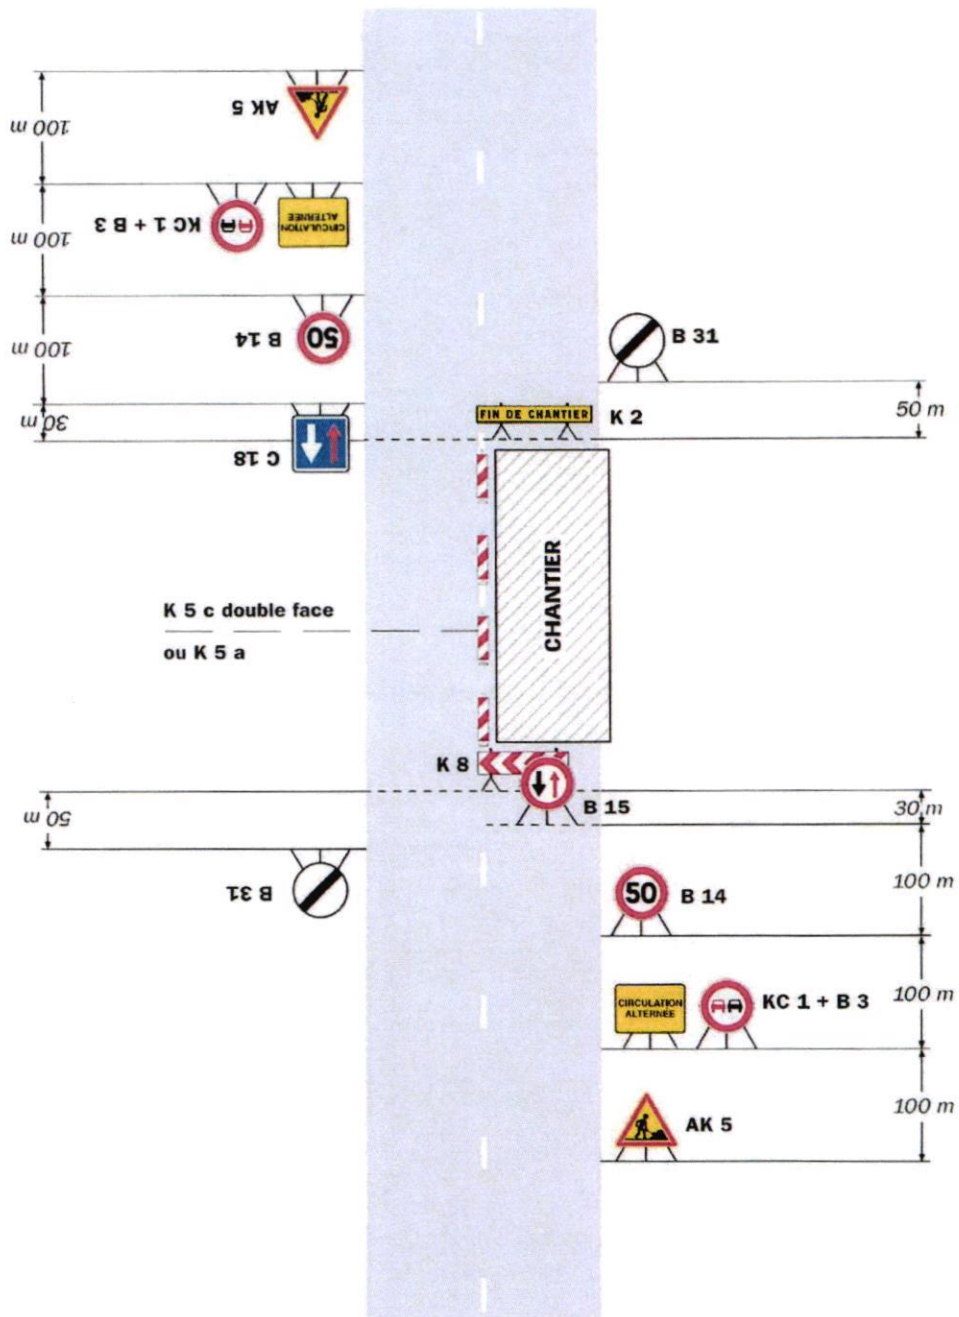 AK 5
100 m
KC 1 + B 3
CIRCULATION
ALTERNÉE
100 m
B 14
50
100 m
30 m
C 18
B 31
50 m
FIN DE CHANTIER
K 2
CHANTIER
K 5 c double face
ou K 5 a
K 8
B 15
30 m
50 m
B 31
50
B 14
100 m
CIRCULATION
ALTERNÉE
KC 1 + B 3
100 m
AK 5
100 m